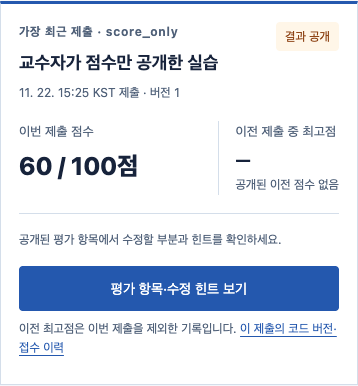 가장 최근 제출 · score_only
결과 공개
교수자가 점수만 공개한 실습
11. 22. 15:25 KST 제출 · 버전 1
이번 제출 점수
60 / 100점
이전 제출 중 최고점
–
공개된 이전 점수 없음
공개된 평가 항목에서 수정할 부분과 힌트를 확인하세요.
평가 항목·수정 힌트 보기
이전 최고점은 이번 제출을 제외한 기록입니다. 이 제출의 코드 버전·
접수 이력